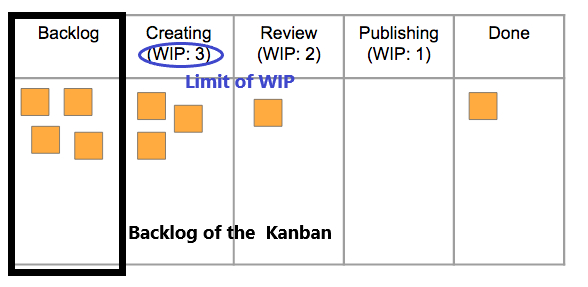 Backlog
Creating
(WIP: 3)
Review
(WIP: 2)
Publishing
(WIP: 1)
Done
Limit of WIP
Backlog of the Kanban